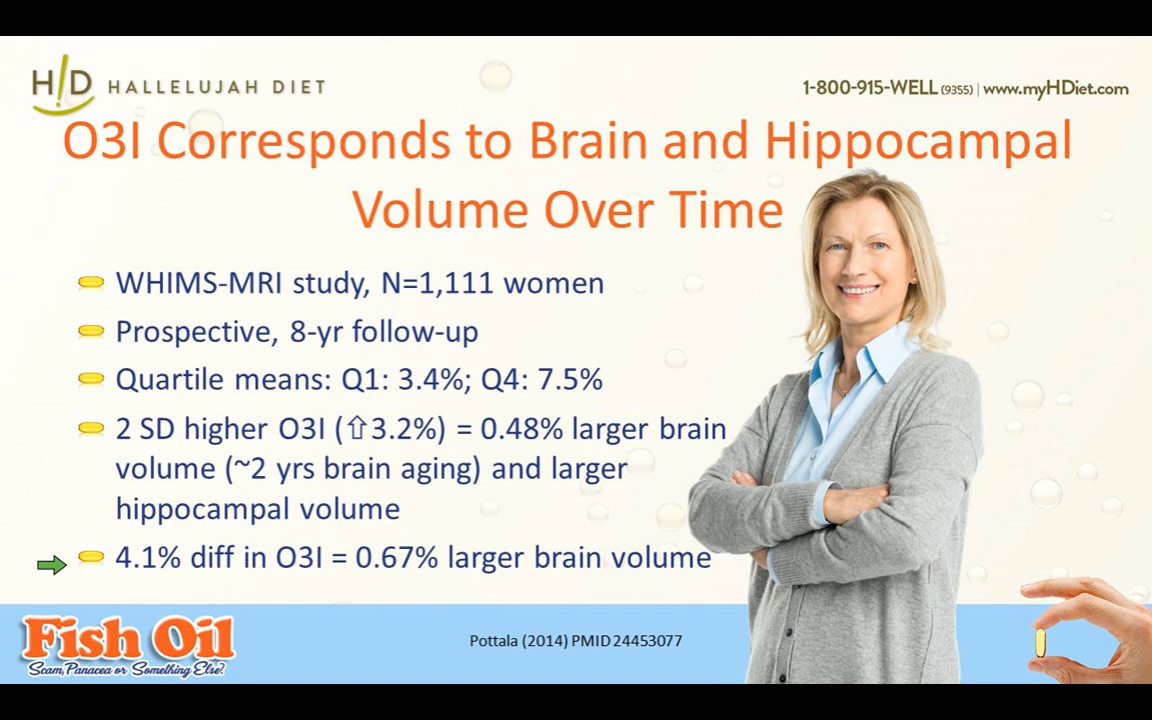 H!D HALLELUJAH DIET
1-800-915-WELL (9355) | www.myHDiet.com
O3I Corresponds to Brain and Hippocampal
Volume Over Time
WHIMS-MRI study, N=1,111 women
Prospective, 8-yr follow-up
Quartile means: Q1: 3.4%; Q4: 7.5%
2 SD higher O3I (⇧3.2%) = 0.48% larger brain
volume (~2 yrs brain aging) and larger
hippocampal volume
4.1% diff in O3I = 0.67% larger brain volume
Fish Oil
Scam, Panacea or Something Else?
Pottala (2014) PMID 24453077